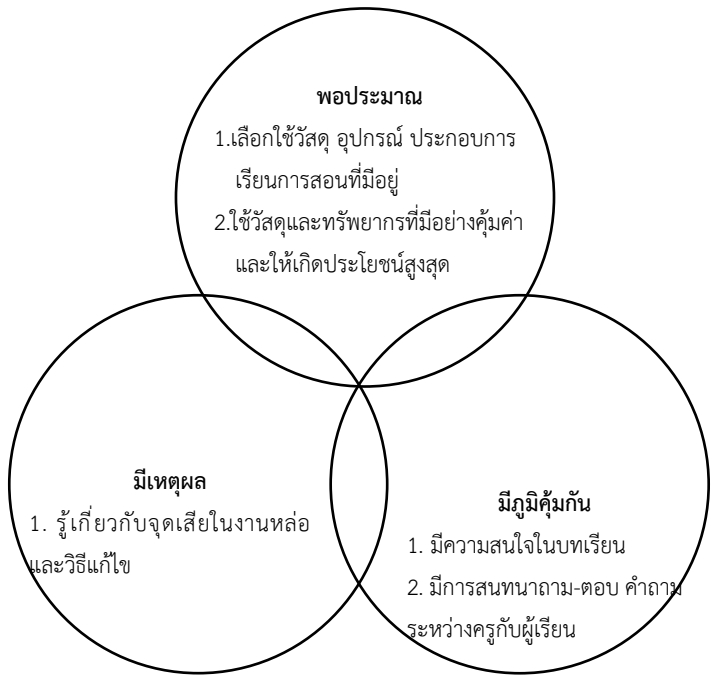 พอประมาณ
1.เลือกใช้วัสดุ อุปกรณ์ ประกอบการ
เรียนการสอนที่มีอยู่
2.ใช้วัสดุและทรัพยากรที่มีอย่างคุ้มค่า
และให้เกิดประโยชน์สูงสุด
มีเหตุผล
1. รู้เกี่ยวกับจุดเสียในงานหล่อ
และวิธีแก้ไข
มีภูมิคุ้มกัน
1. มีความสนใจในบทเรียน
2. มีการสนทนาถาม-ตอบ คำถาม
ระหว่างครูกับผู้เรียน